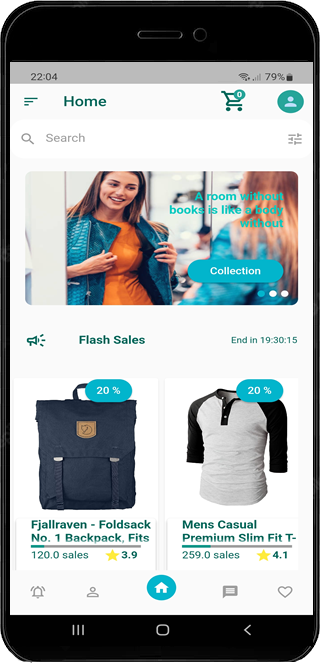 22:04
79%
Home
0
Search
A room without
books is like a body
without
Collection
Flash Sales
End in 19:30:15
20 %
20 %
Fjallraven - Foldsack
No. 1 Backpack, Fits
120.0 sales
3.9
Mens Casual
Premium Slim Fit T-
259.0 sales
4.1